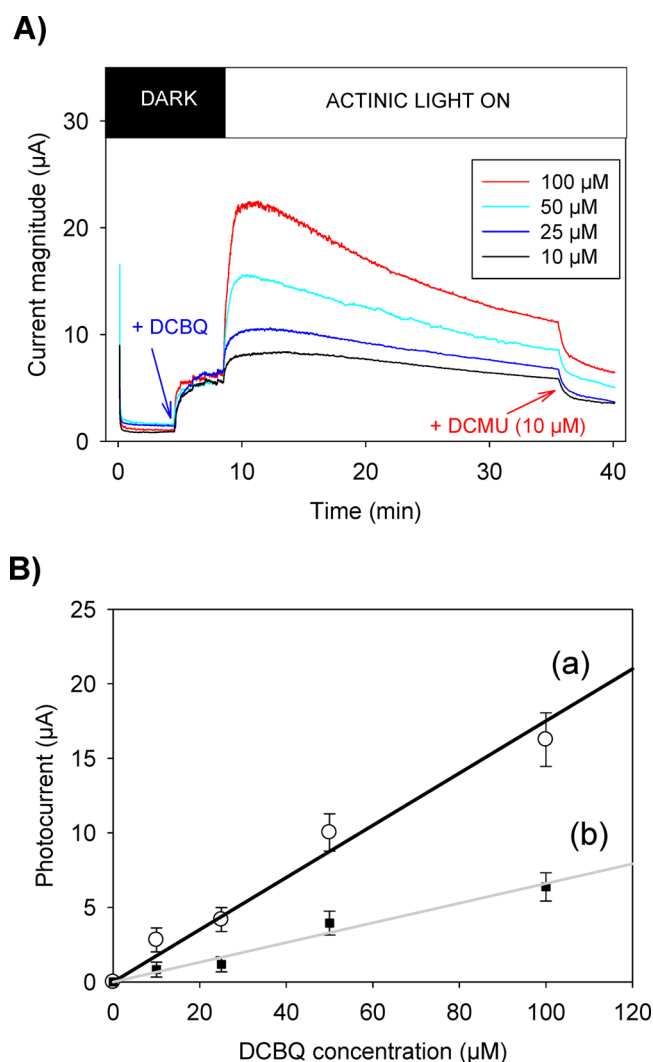 A)
DARK
ACTINIC LIGHT ON
30
20
10
0
Current magnitude (µA)
100 µM
50 µM
25 µM
10 µM
+ DCBQ
+ DCMU (10 µM)
0 10 20 30 40
Time (min)
B)
25
20
15
10
5
0
Photocurrent (µA)
(a)
(b)
0 20 40 60 80 100 120
DCBQ concentration (µM)